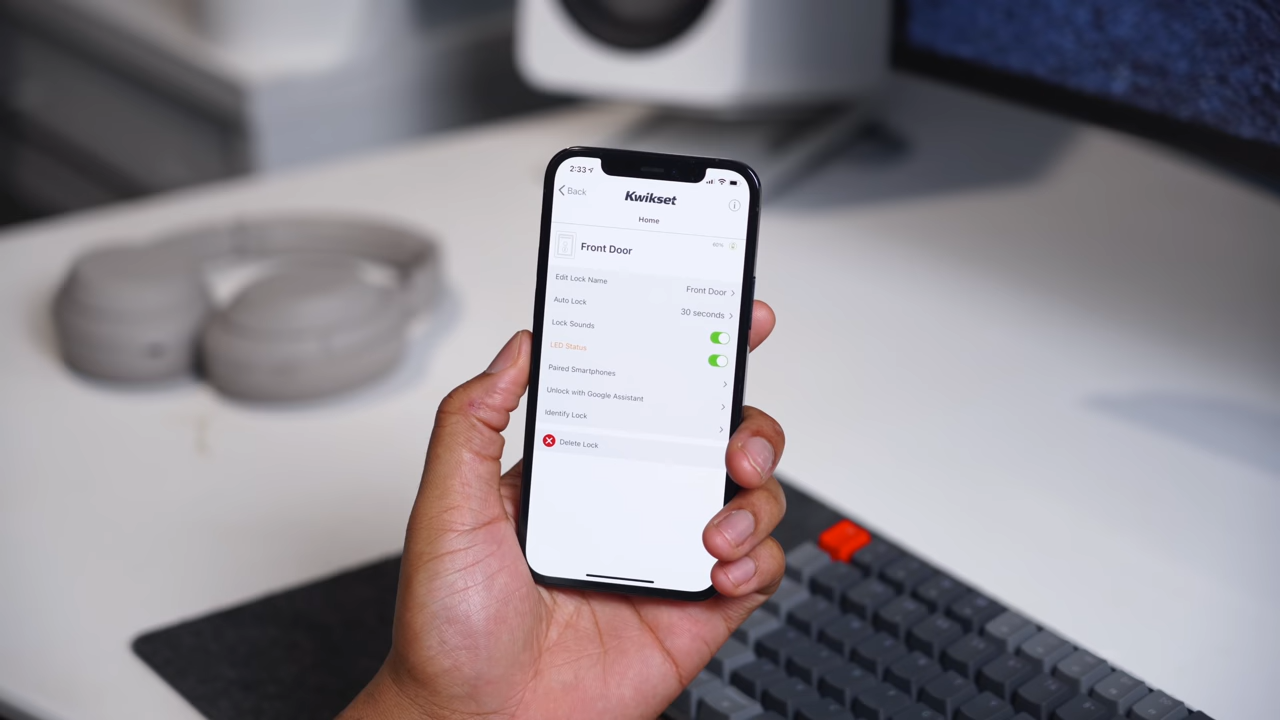 2:33
Back
Kwikset
Home
Front Door
Edit Lock Name Front Door
Auto Lock 30 seconds
Lock Sounds
LED Status
Paired Smartphones
Unlock with Google Assistant
Identify Lock
Delete Lock